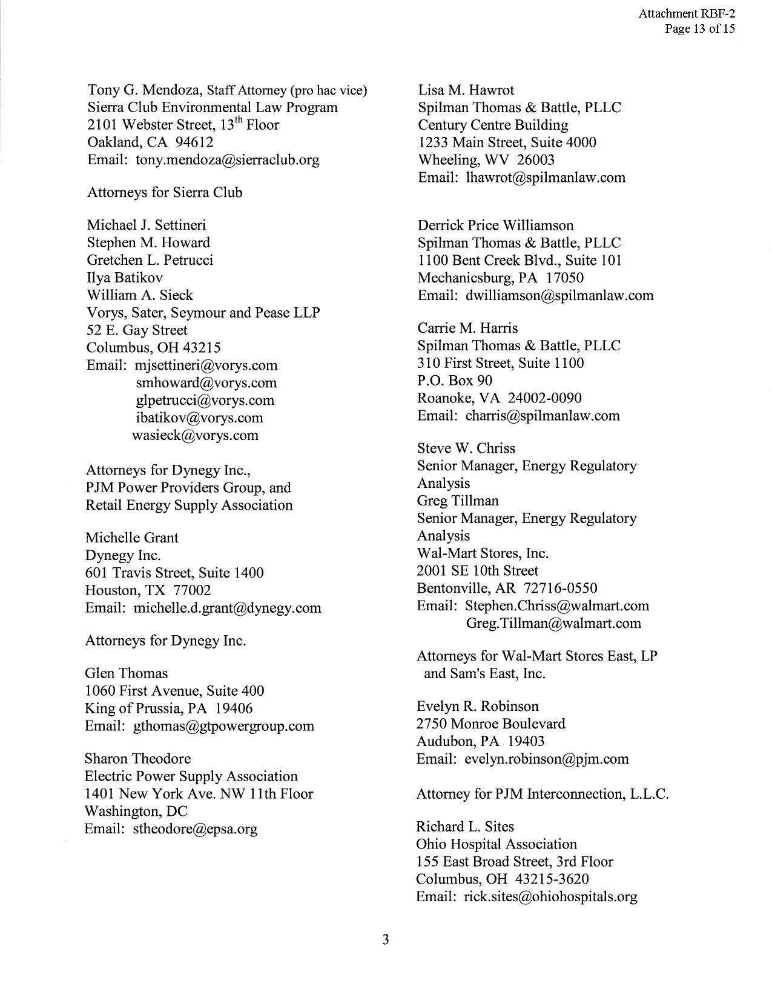 Attachment RBF-2
Page 13 of 15
Tony G. Mendoza, Staff Attorney (pro hac vice)
Sierra Club Environmental Law Program
2101 Webster Street, 13th Floor
Oakland, CA 94612
Email: tony.mendoza@sierraclub.org
Attorneys for Sierra Club
Michael J. Settineri
Stephen M. Howard
Gretchen L. Petrucci
Ilya Batikov
William A. Sieck
Vorys, Sater, Seymour and Pease LLP
52 E. Gay Street
Columbus, OH 43215
Email: mjsettineri@vorys.com
smhoward@vorys.com
glpetrucci@vorys.com
ibatikov@vorys.com
wasieck@vorys.com
Attorneys for Dynegy Inc.,
PJM Power Providers Group, and
Retail Energy Supply Association
Michelle Grant
Dynegy Inc.
601 Travis Street, Suite 1400
Houston, TX 77002
Email: michelle.d.grant@dynegy.com
Attorneys for Dynegy Inc.
Glen Thomas
1060 First Avenue, Suite 400
King of Prussia, PA 19406
Email: gthomas@gtpowergroup.com
Sharon Theodore
Electric Power Supply Association
1401 New York Ave. NW 11th Floor
Washington, DC
Email: stheodore@epsa.org
Lisa M. Hawrot
Spilman Thomas & Battle, PLLC
Century Centre Building
1233 Main Street, Suite 4000
Wheeling, WV 26003
Email: lhawrot@spilmanlaw.com
Derrick Price Williamson
Spilman Thomas & Battle, PLLC
1100 Bent Creek Blvd., Suite 101
Mechanicsburg, PA 17050
Email: dwilliamson@spilmanlaw.com
Carrie M. Harris
Spilman Thomas & Battle, PLLC
310 First Street, Suite 1100
P.O. Box 90
Roanoke, VA 24002-0090
Email: charris@spilmanlaw.com
Steve W. Chriss
Senior Manager, Energy Regulatory
Analysis
Greg Tillman
Senior Manager, Energy Regulatory
Analysis
Wal-Mart Stores, Inc.
2001 SE 10th Street
Bentonville, AR 72716-0550
Email: Stephen.Chriss@walmart.com
Greg.Tillman@walmart.com
Attorneys for Wal-Mart Stores East, LP
and Sam's East, Inc.
Evelyn R. Robinson
2750 Monroe Boulevard
Audubon, PA 19403
Email: evelyn.robinson@pjm.com
Attorney for PJM Interconnection, L.L.C.
Richard L. Sites
Ohio Hospital Association
155 East Broad Street, 3rd Floor
Columbus, OH 43215-3620
Email: rick.sites@ohiohospitals.org
3